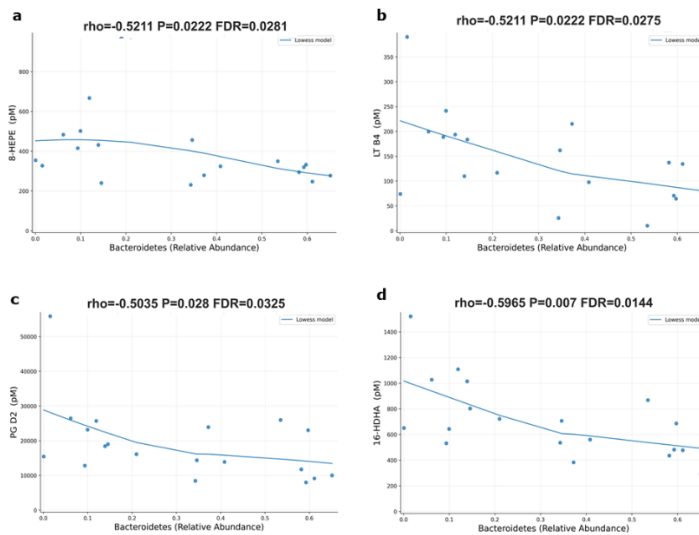 a
rho=-0.5211 P=0.0222 FDR=0.0281
Lowess model
8-HEPE (pM)
800
600
400
200
0
0.0 0.1 0.2 0.3 0.4 0.5 0.6
Bacteroidetes (Relative Abundance)
b
rho=-0.5211 P=0.0222 FDR=0.0275
Lowess model
LT B4 (pM)
400
350
300
250
200
150
100
50
0
0.0 0.1 0.2 0.3 0.4 0.5 0.6
Bacteroidetes (Relative Abundance)
c
rho=-0.5035 P=0.028 FDR=0.0325
Lowess model
PG D2 (pM)
50000
40000
30000
20000
10000
0
0.0 0.1 0.2 0.3 0.4 0.5 0.6
Bacteroidetes (Relative Abundance)
d
rho=-0.5965 P=0.007 FDR=0.0144
Lowess model
16-HDHA (pM)
1600
1400
1200
1000
800
600
400
200
0
0.0 0.1 0.2 0.3 0.4 0.5 0.6
Bacteroidetes (Relative Abundance)